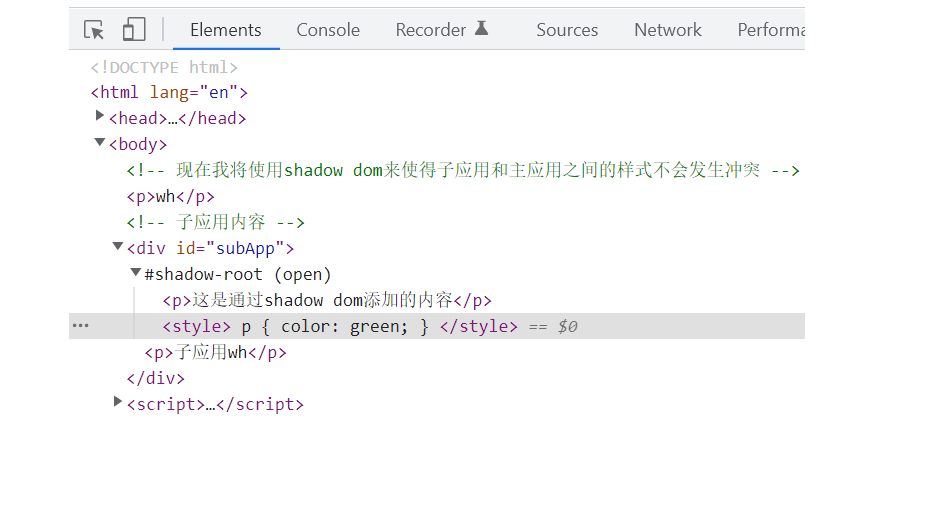 Elements Console Recorder Sources Network Performa
<!DOCTYPE html>
<html lang="en">
<head>…</head>
<body>
<!-- 现在我将使用shadow dom来使得子应用和主应用之间的样式不会发生冲突 -->
<p>wh</p>
<!-- 子应用内容 -->
<div id="subApp">
#shadow-root (open)
<p>这是通过shadow dom添加的内容</p>
<style> p { color: green; } </style> == $0
<p>子应用wh</p>
</div>
<script>…</script>